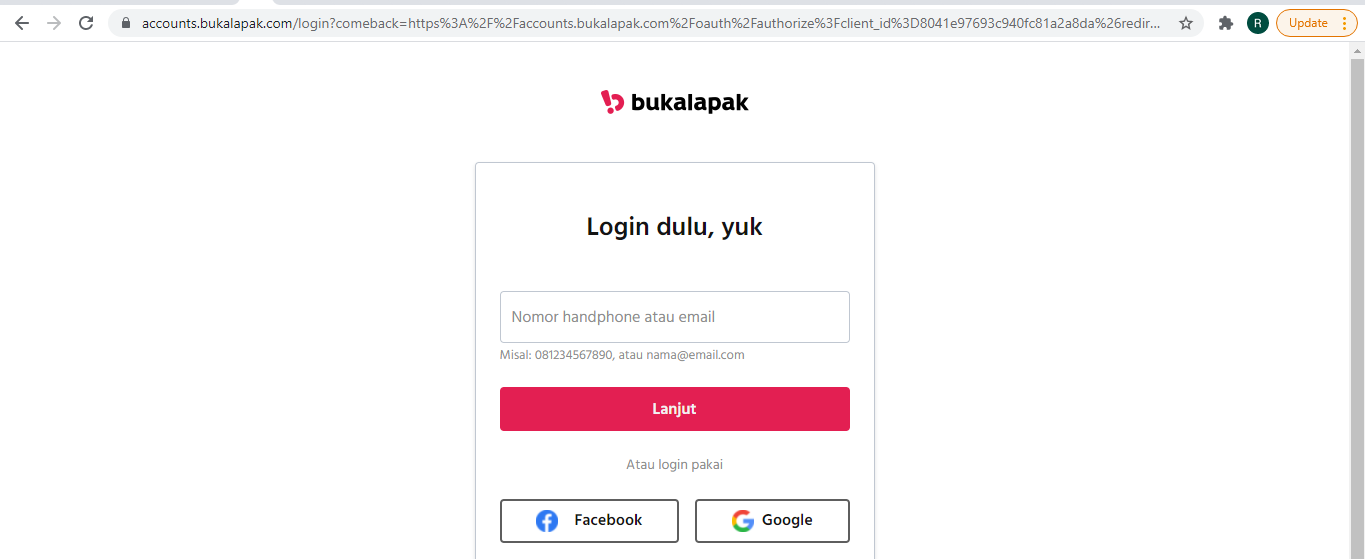 accounts.bukalapak.com/login?comeback=https%3A%2F%2Faccounts.bukalapak.com%2Foauth%2Fauthorize%3Fclient_id%3D8041e97693c940fc81a2a8da%26redir...
R
Update
bukalapak
Login dulu, yuk
Nomor handphone atau email
Misal: 081234567890, atau nama@email.com
Lanjut
Atau login pakai
Facebook
Google